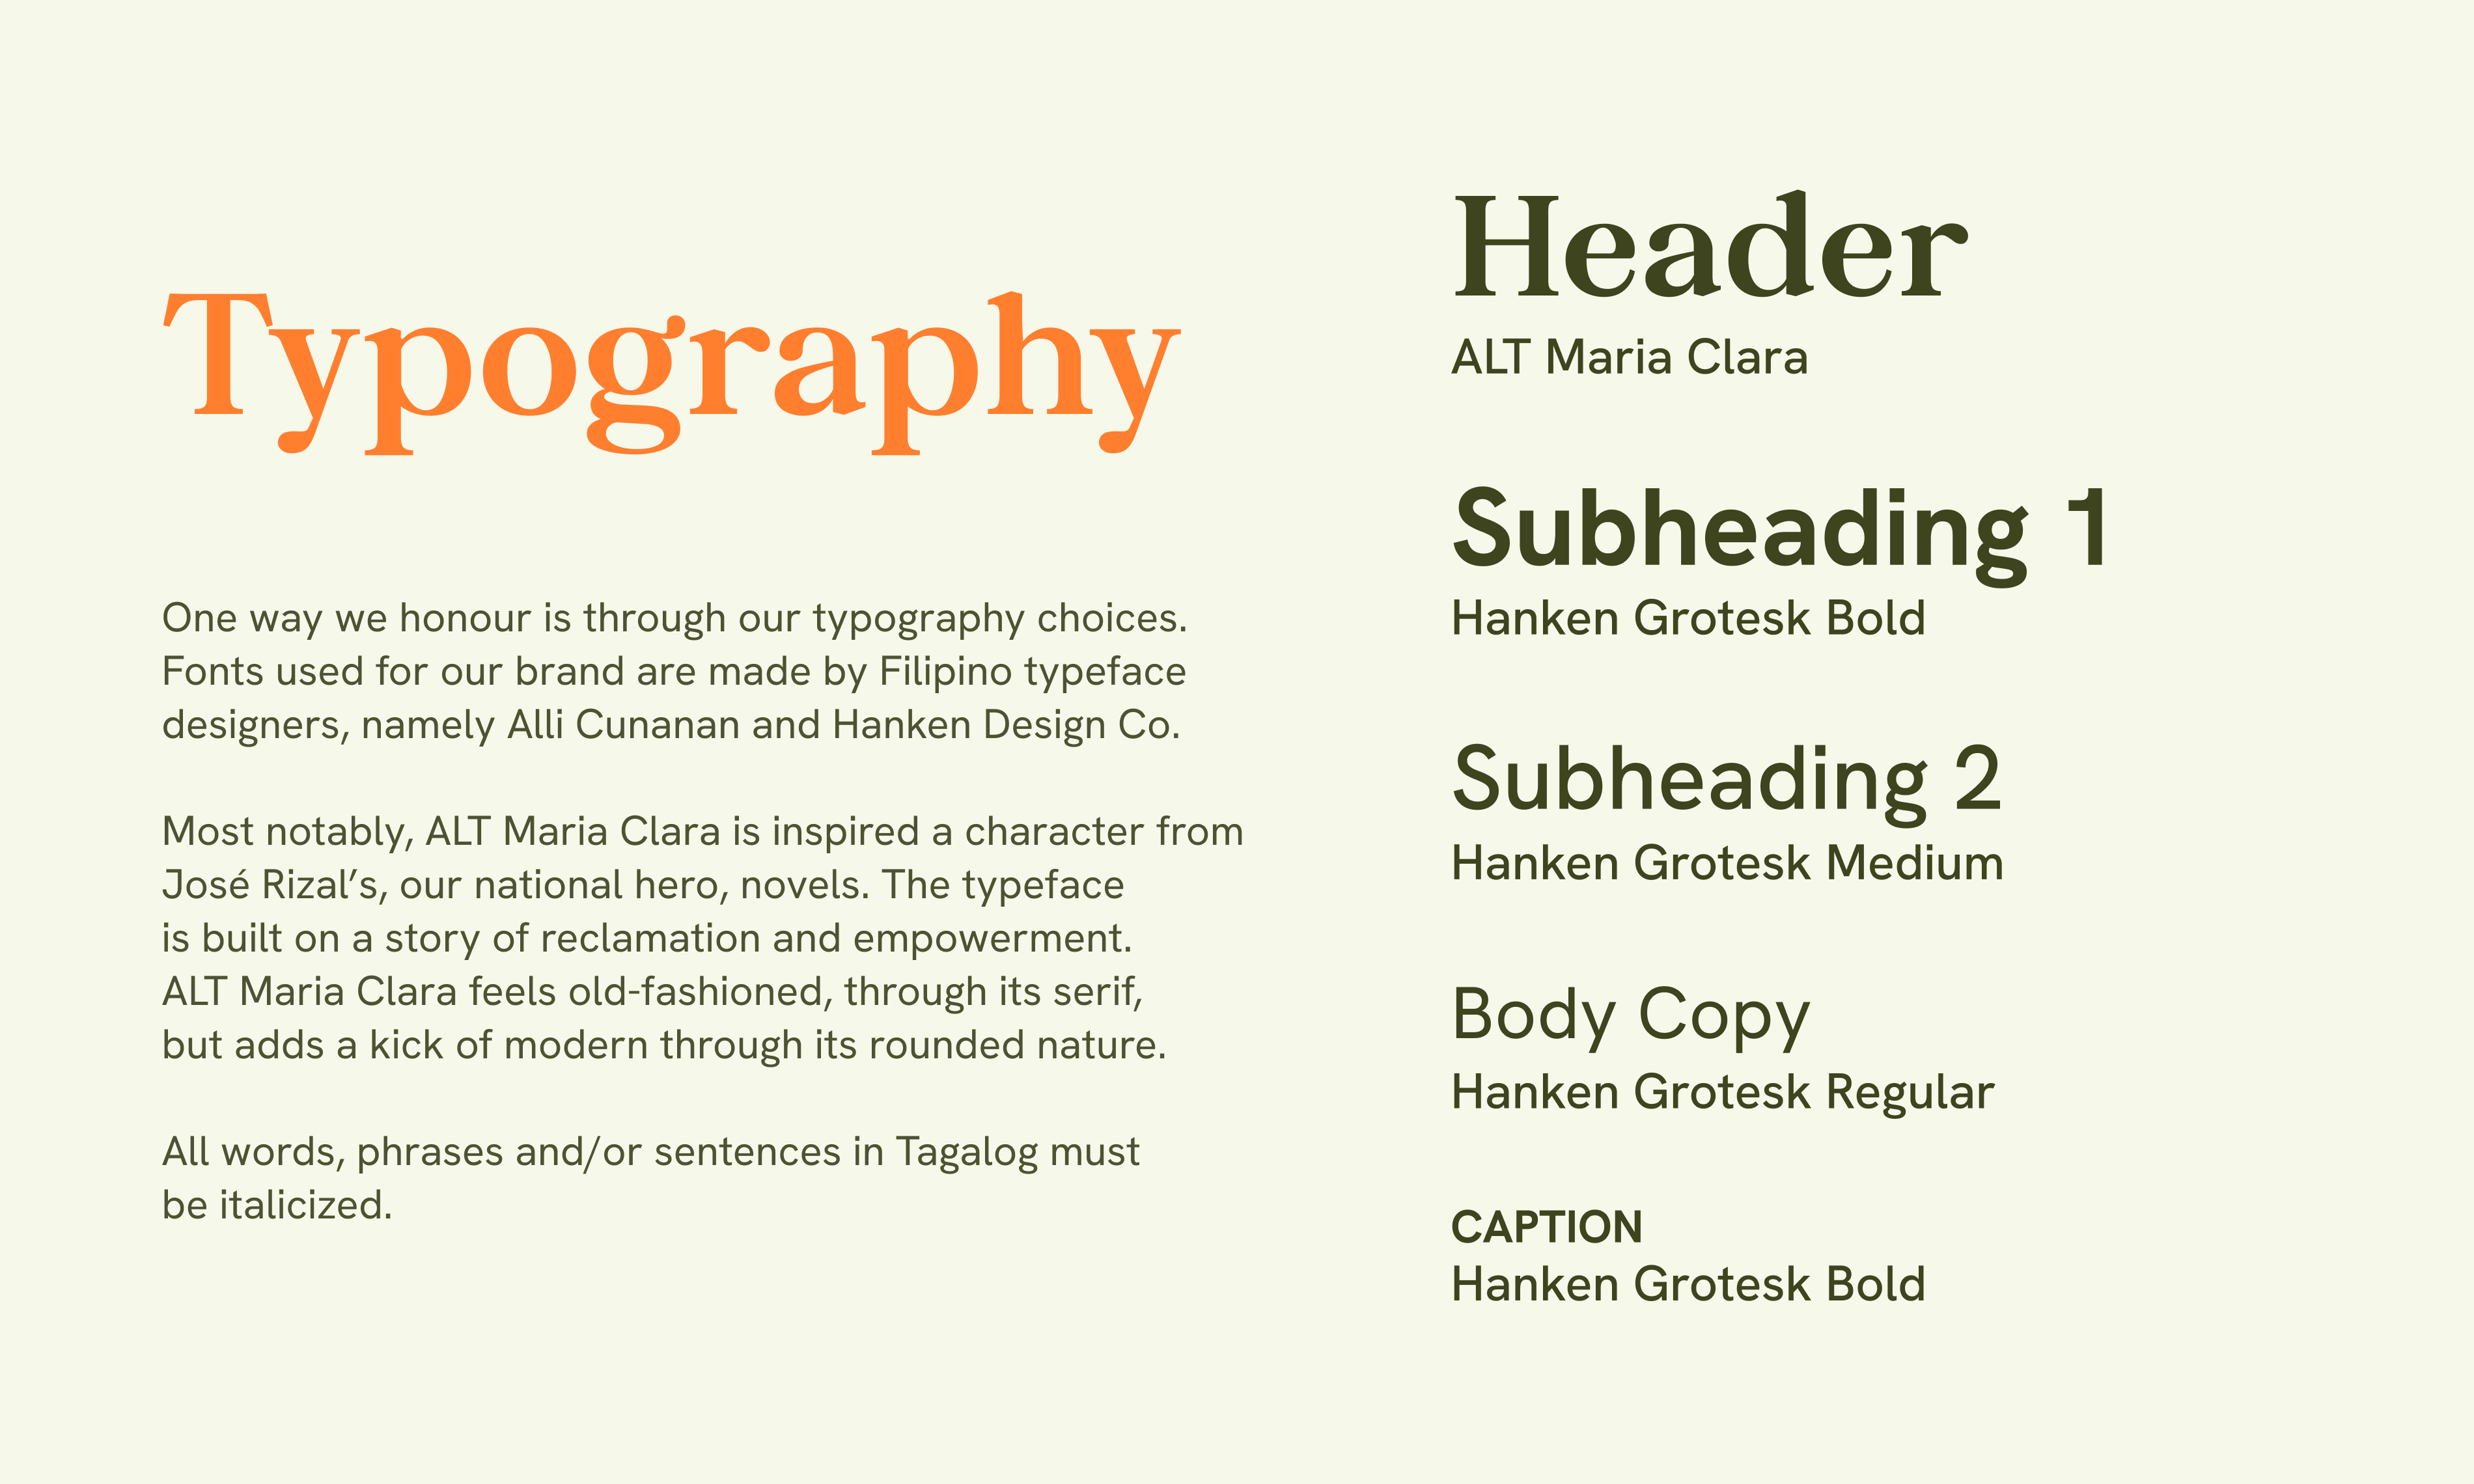 Typography
One way we honour is through our typography choices.
Fonts used for our brand are made by Filipino typeface
designers, namely Alli Cunanan and Hanken Design Co.
Most notably, ALT Maria Clara is inspired a character from
José Rizal’s, our national hero, novels. The typeface
is built on a story of reclamation and empowerment.
ALT Maria Clara feels old-fashioned, through its serif,
but adds a kick of modern through its rounded nature.
All words, phrases and/or sentences in Tagalog must
be italicized.
Header
ALT Maria Clara
Subheading 1
Hanken Grotesk Bold
Subheading 2
Hanken Grotesk Medium
Body Copy
Hanken Grotesk Regular
CAPTION
Hanken Grotesk Bold